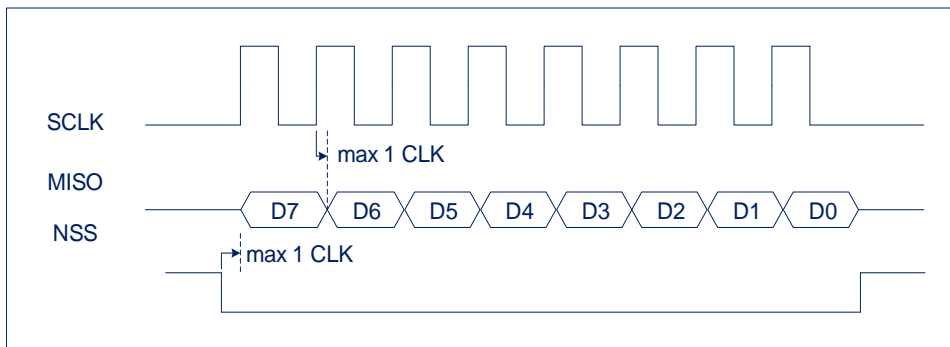 SCLK
max 1 CLK
MISO
D7 D6 D5 D4 D3 D2 D1 D0
NSS
max 1 CLK